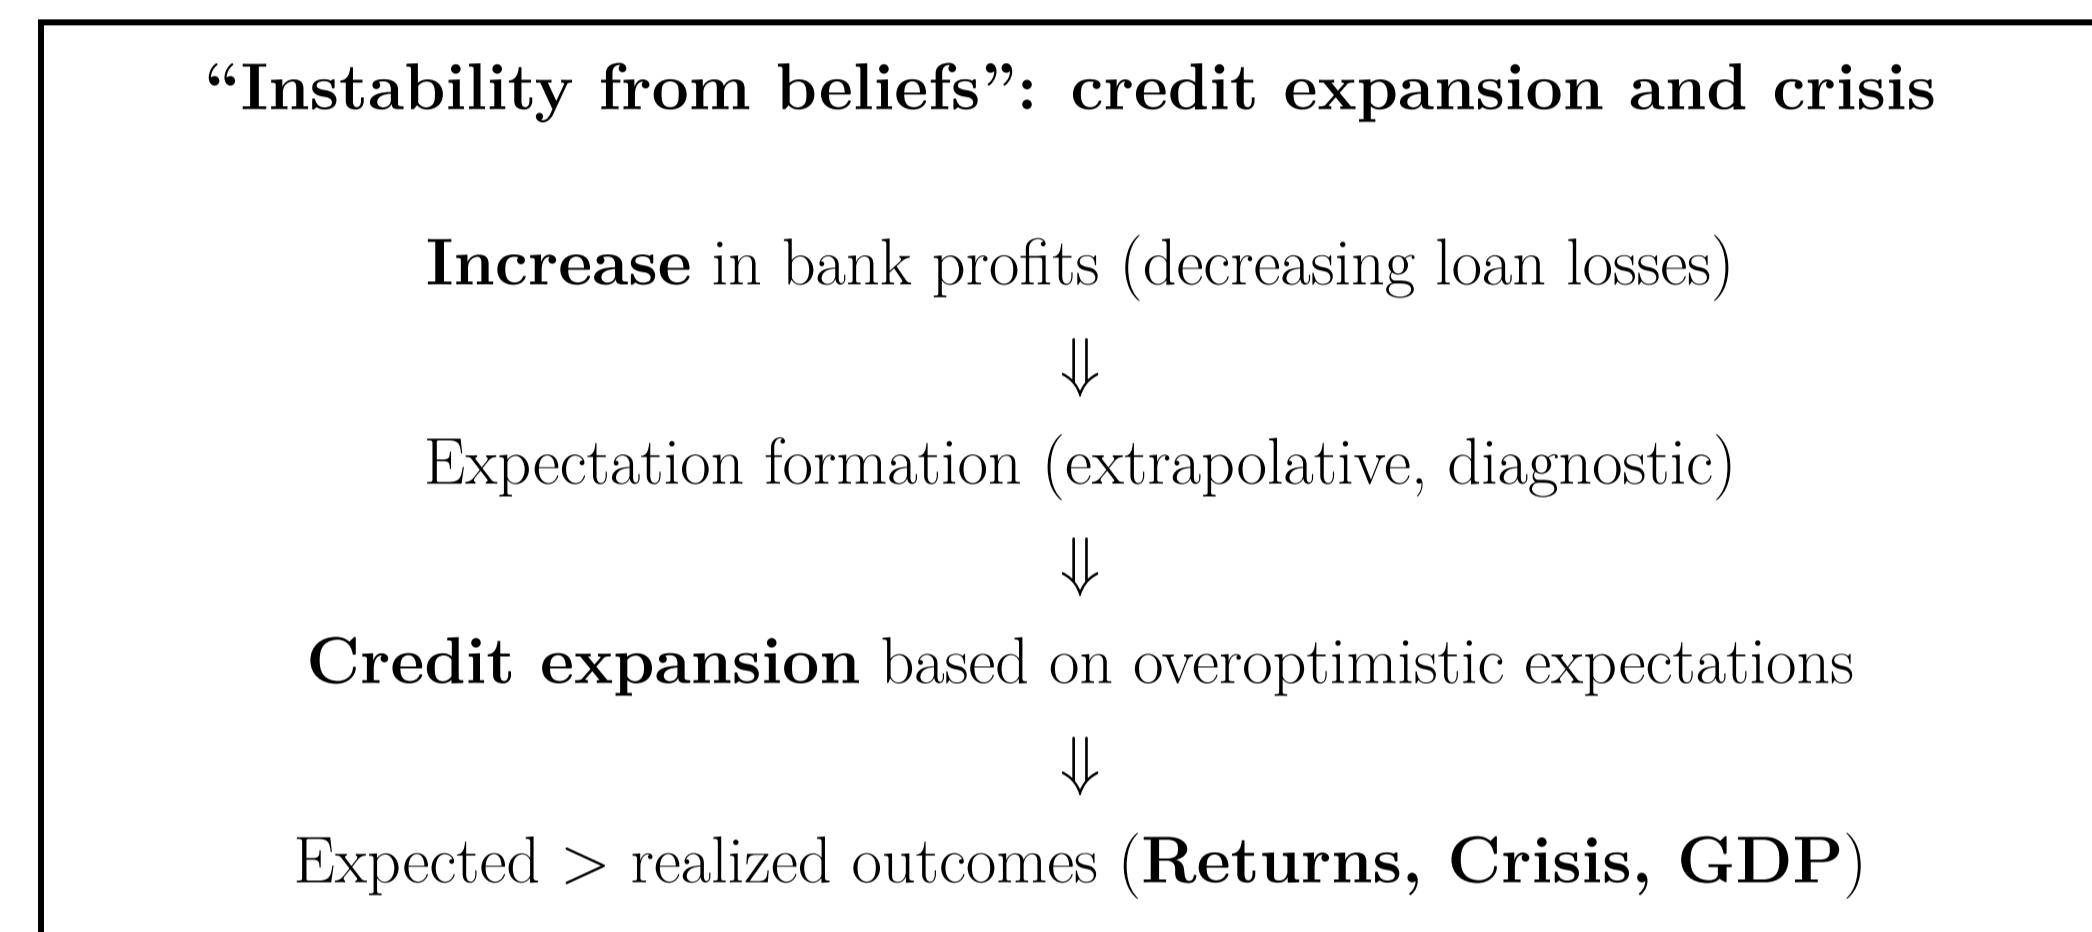 “Instability from beliefs”: credit expansion and crisis
Increase in bank profits (decreasing loan losses)
⇓
Expectation formation (extrapolative, diagnostic)
⇓
Credit expansion based on overoptimistic expectations
⇓
Expected > realized outcomes (Returns, Crisis, GDP)